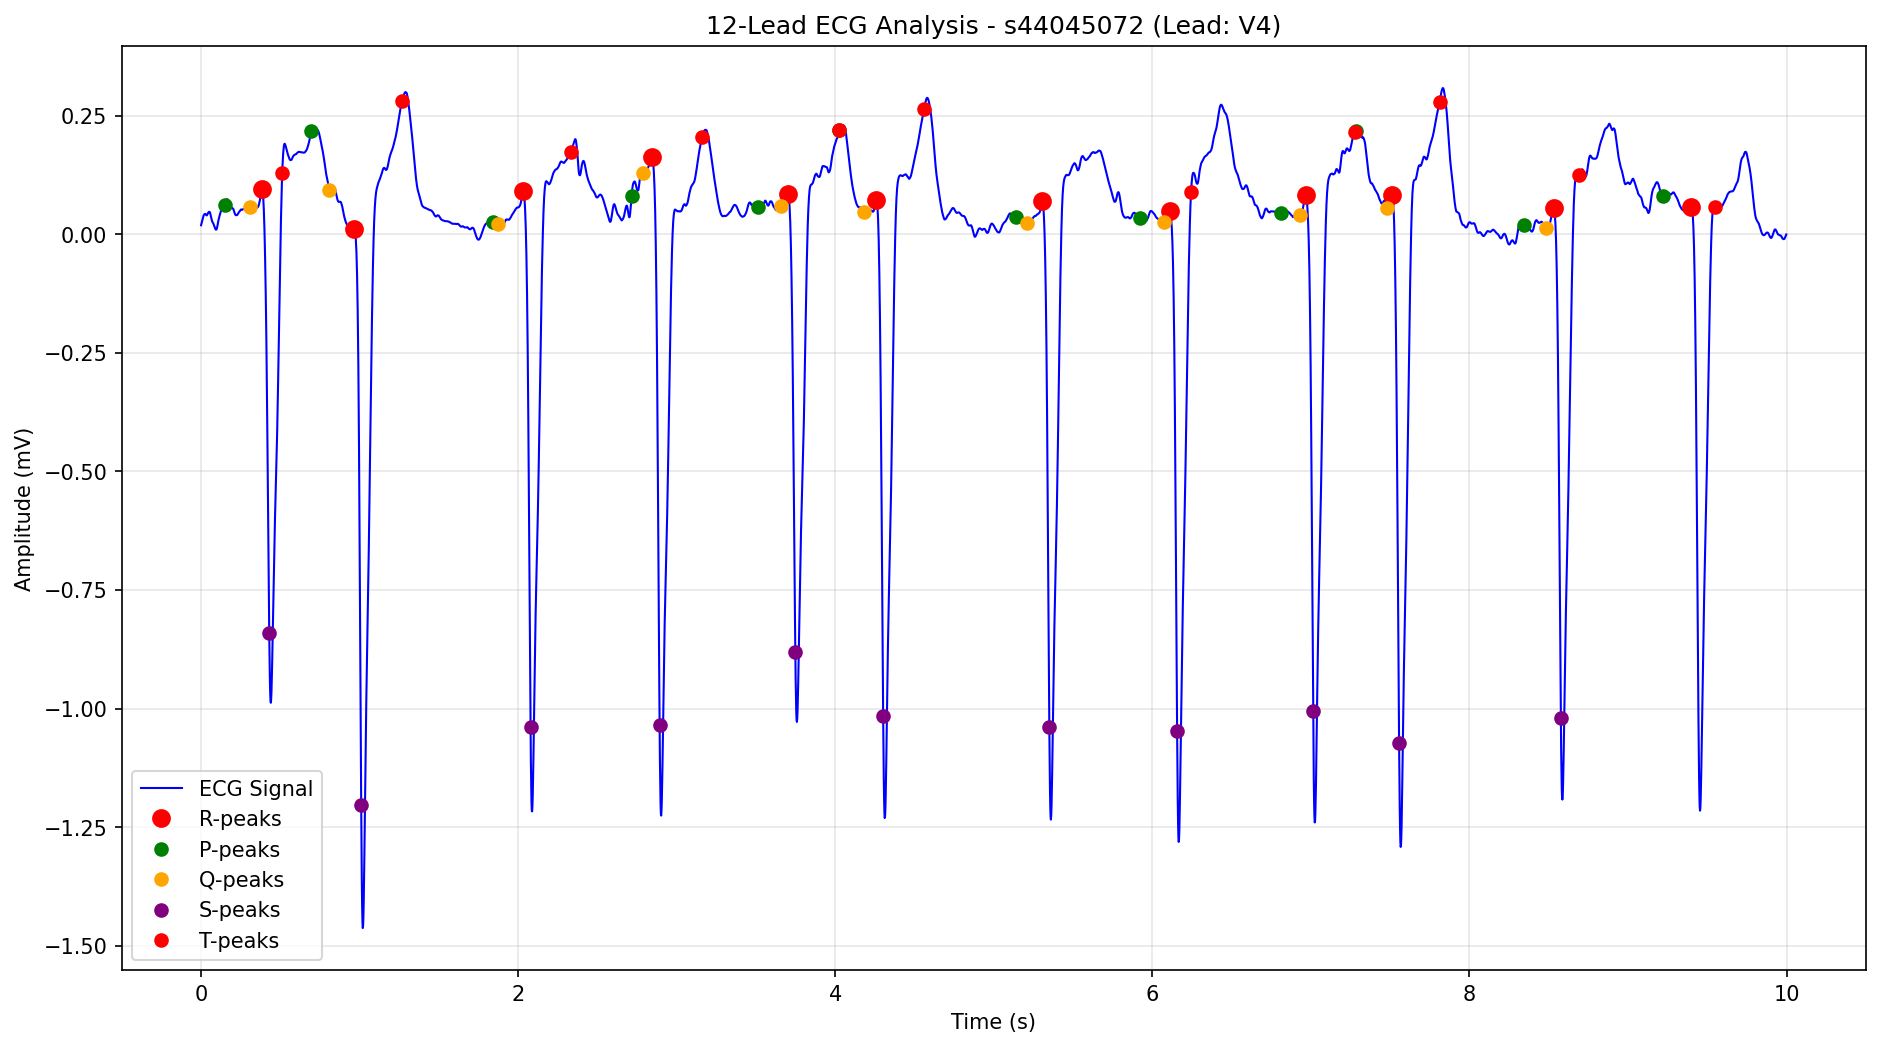 12-Lead ECG Analysis - s44045072 (Lead: V4)
0.25
0.00
−0.25
−0.50
−0.75
−1.00
−1.25
−1.50
Amplitude (mV)
ECG Signal
R-peaks
P-peaks
Q-peaks
S-peaks
T-peaks
0 2 4 6 8 10
Time (s)